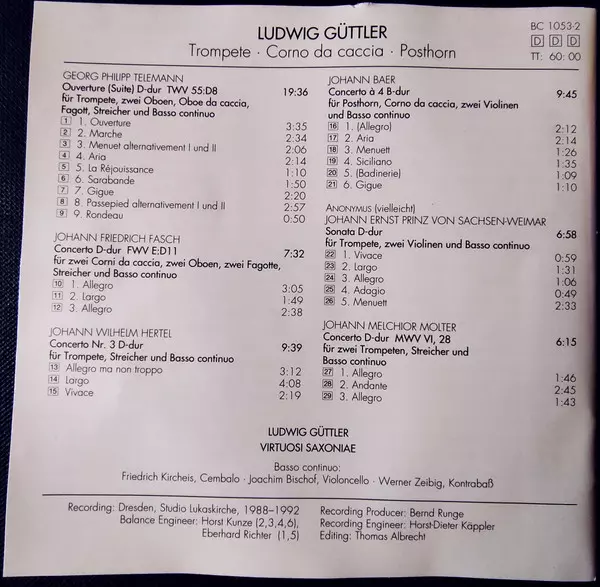 LUDWIG GÜTTLER
Trompete · Corno da caccia · Posthorn
BC 1053-2
D D D
TT: 60:00
GEORG PHILIPP TELEMANN
Ouvertüre (Suite) D-dur TWV 55:D8 19:36
für Trompete, zwei Oboen, Oboe da caccia,
Fagott, Streicher und Basso continuo
1 1. Ouverture 3:35
2 2. Marche 2:34
3 3. Menuet alternativement I und II 2:06
4 4. Aria 2:14
5 5. La Réjouissance 1:10
6 6. Sarabande 1:50
7 7. Gigue 2:20
8 8. Passepied alternativement I und II 2:57
9 9. Rondeau 0:50
JOHANN FRIEDRICH FASCH
Concerto D-dur FWV E:D11 7:32
für zwei Corni da caccia, zwei Oboen, zwei Fagotte,
Streicher und Basso continuo
10 1. Allegro 3:05
11 2. Largo 1:49
12 3. Allegro 2:38
JOHANN WILHELM HERTEL
Concerto Nr. 3 D-dur 9:39
für Trompete, Streicher und Basso continuo
13 Allegro ma non troppo 3:12
14 Largo 4:08
15 Vivace 2:19
JOHANN BAER
Concerto à 4 B-dur 9:45
für Posthorn, Corno da caccia, zwei Violinen
und Basso continuo
16 1. (Allegro) 2:12
17 2. Aria 2:14
18 3. Menuett 1:26
19 4. Siciliano 1:35
20 5. (Badinerie) 1:09
21 6. Gigue 1:10
ANONYMUS (vielleicht)
JOHANN ERNST PRINZ VON SACHSEN-WEIMAR
Sonata D-dur 6:58
für Trompete, zwei Violinen und Basso continuo
22 1. Vivace 0:59
23 2. Largo 1:31
24 3. Allegro 1:06
25 4. Adagio 0:49
26 5. Menuett 2:33
JOHANN MELCHIOR MOLTER
Concerto D-dur MWV VI, 28 6:15
für zwei Trompeten, Streicher und
Basso continuo
27 1. Allegro 1:46
28 2. Andante 2:45
29 3. Allegro 1:43
LUDWIG GÜTTLER
VIRTUOSI SAXONIAE
Basso continuo:
Friedrich Kircheis, Cembalo · Joachim Bischof, Violoncello · Werner Zeibig, Kontrabaß
Recording: Dresden, Studio Lukaskirche, 1988–1992
Balance Engineer: Horst Kunze (2,3,4,6),
Eberhard Richter (1,5)
Recording Producer: Bernd Runge
Recording Engineer: Horst-Dieter Käppler
Editing: Thomas Albrecht